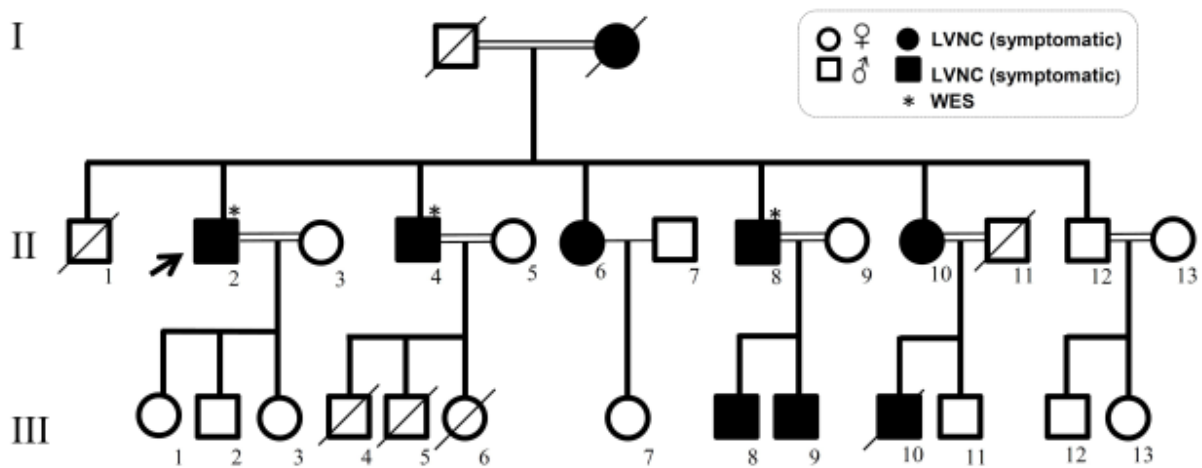 I
♀ LVNC (symptomatic)
♂ LVNC (symptomatic)
* WES
* * *
II
1 2 3 4 5 6 7 8 9 10 11 12 13
III
1 2 3 4 5 6 7 8 9 10 11 12 13